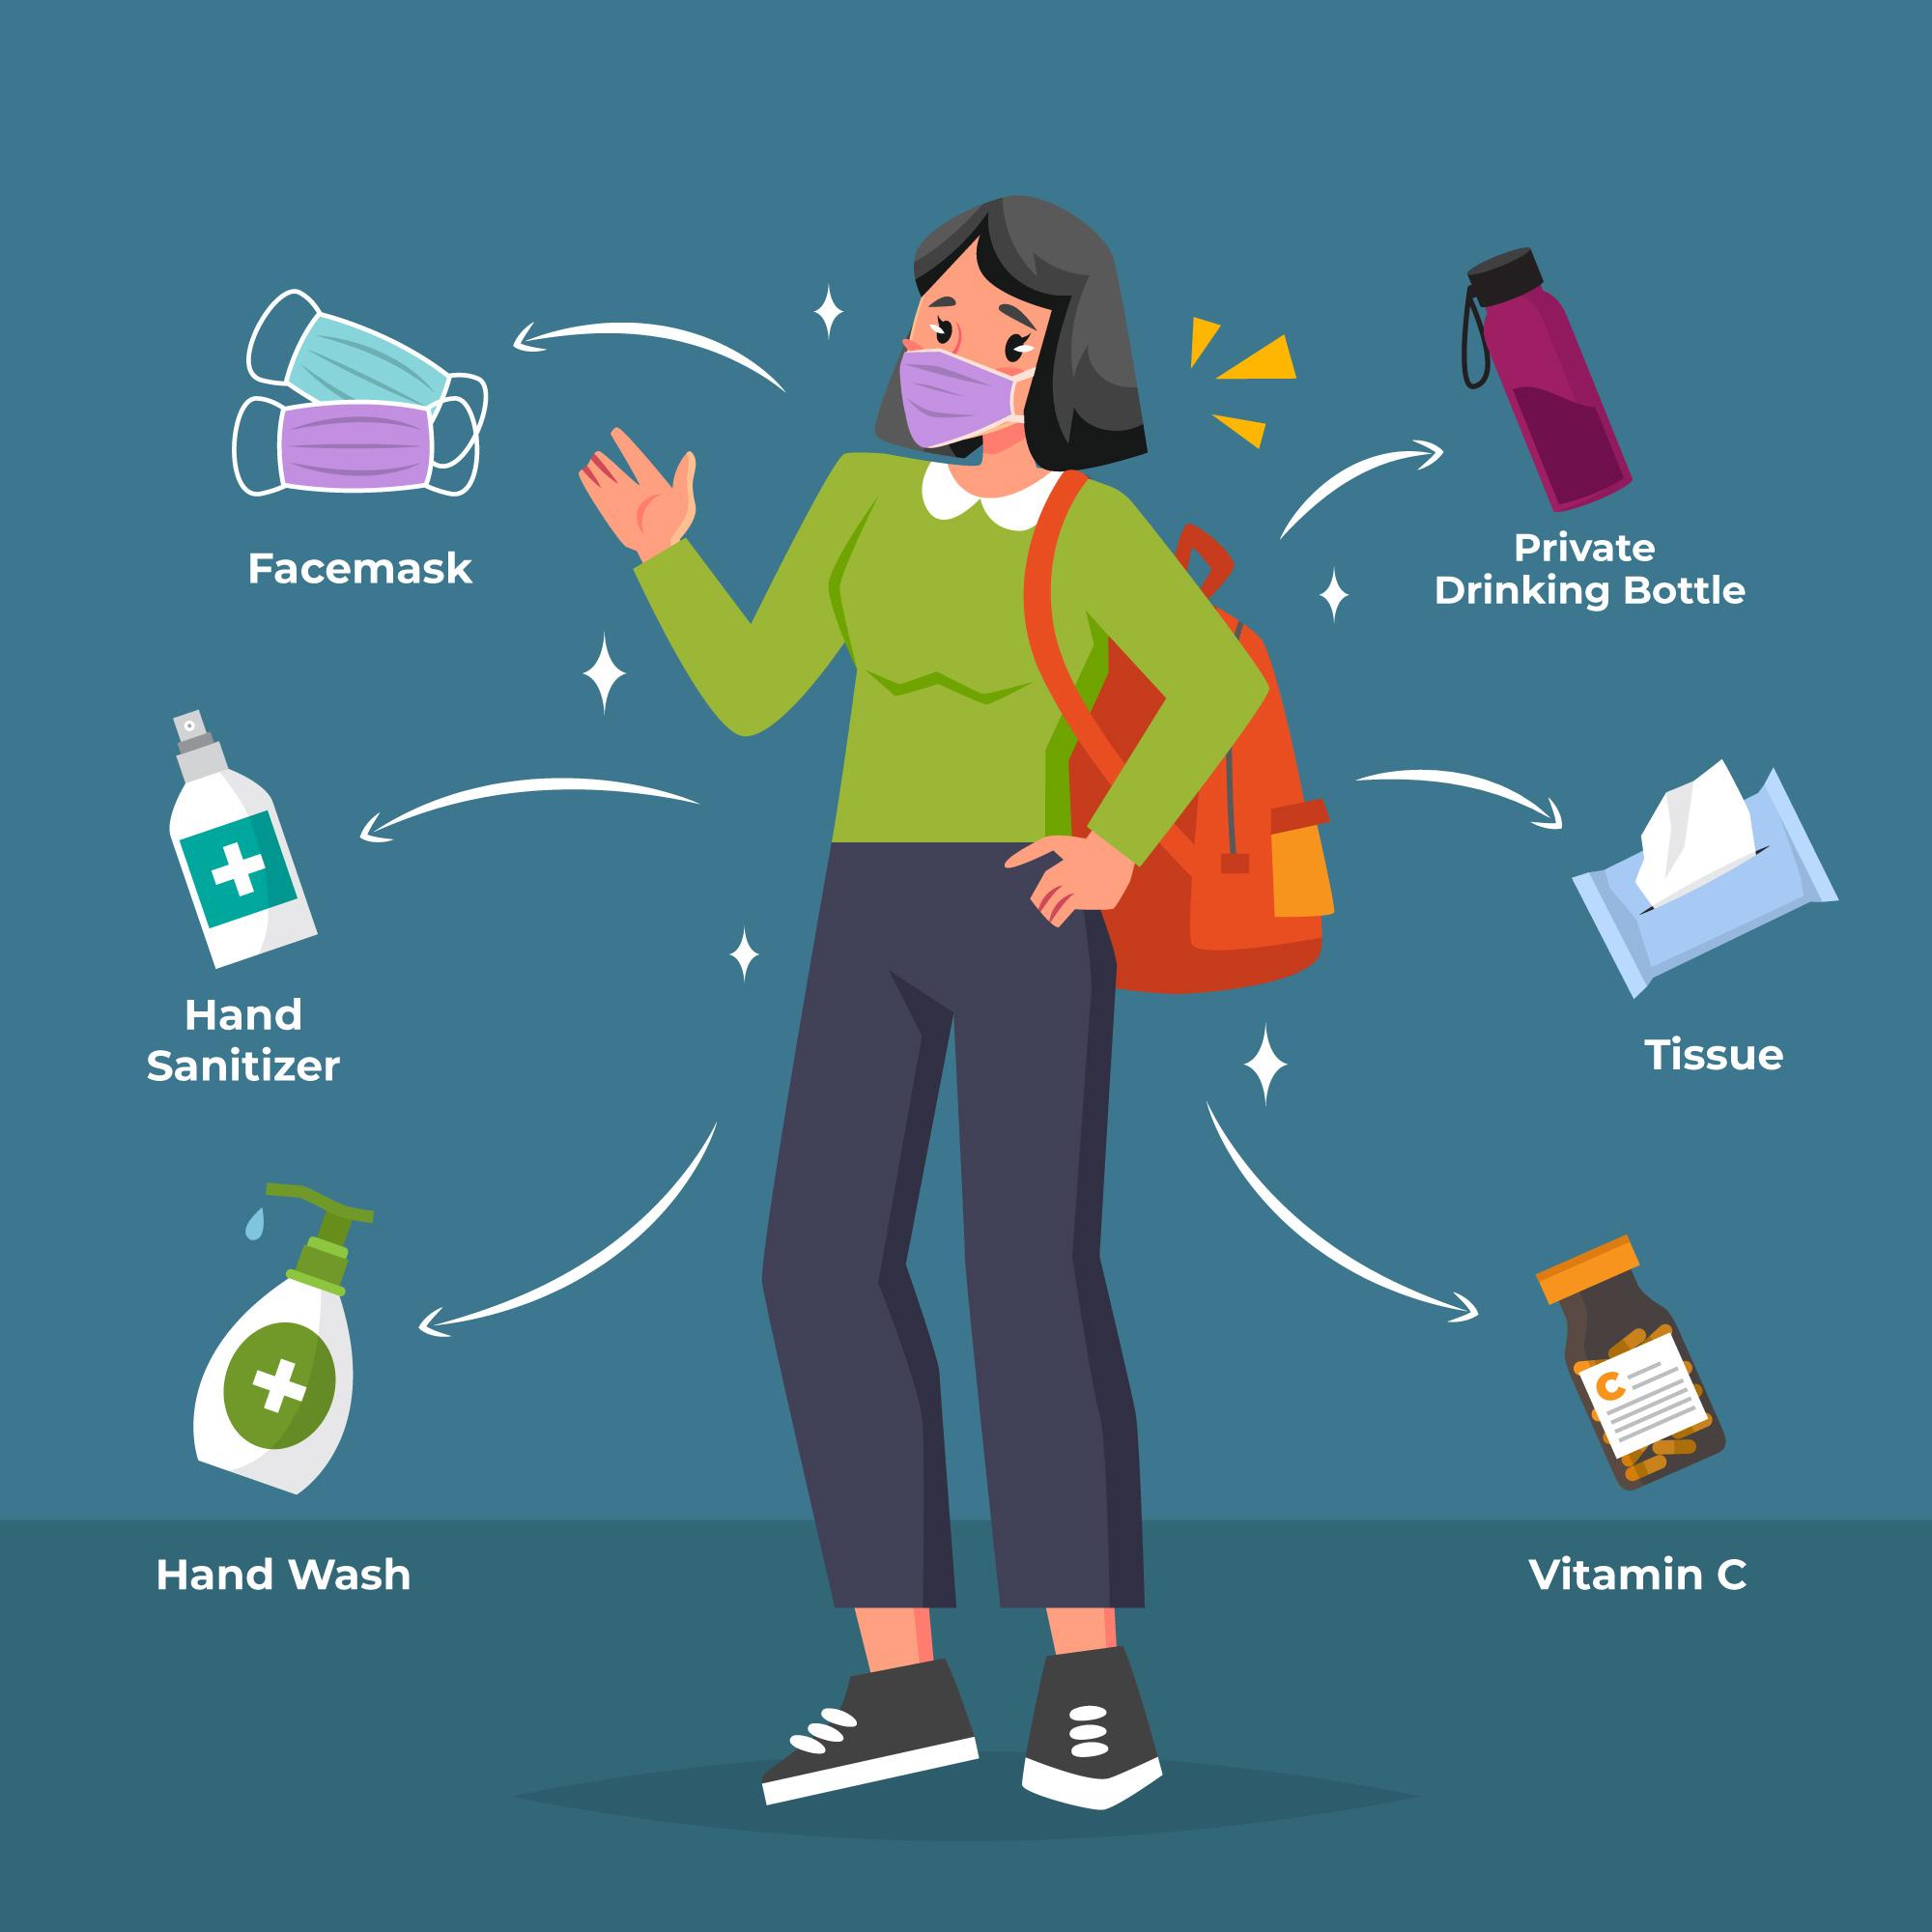 Facemask
Private
Drinking Bottle
Hand
Sanitizer
Tissue
Hand Wash
C
Vitamin C